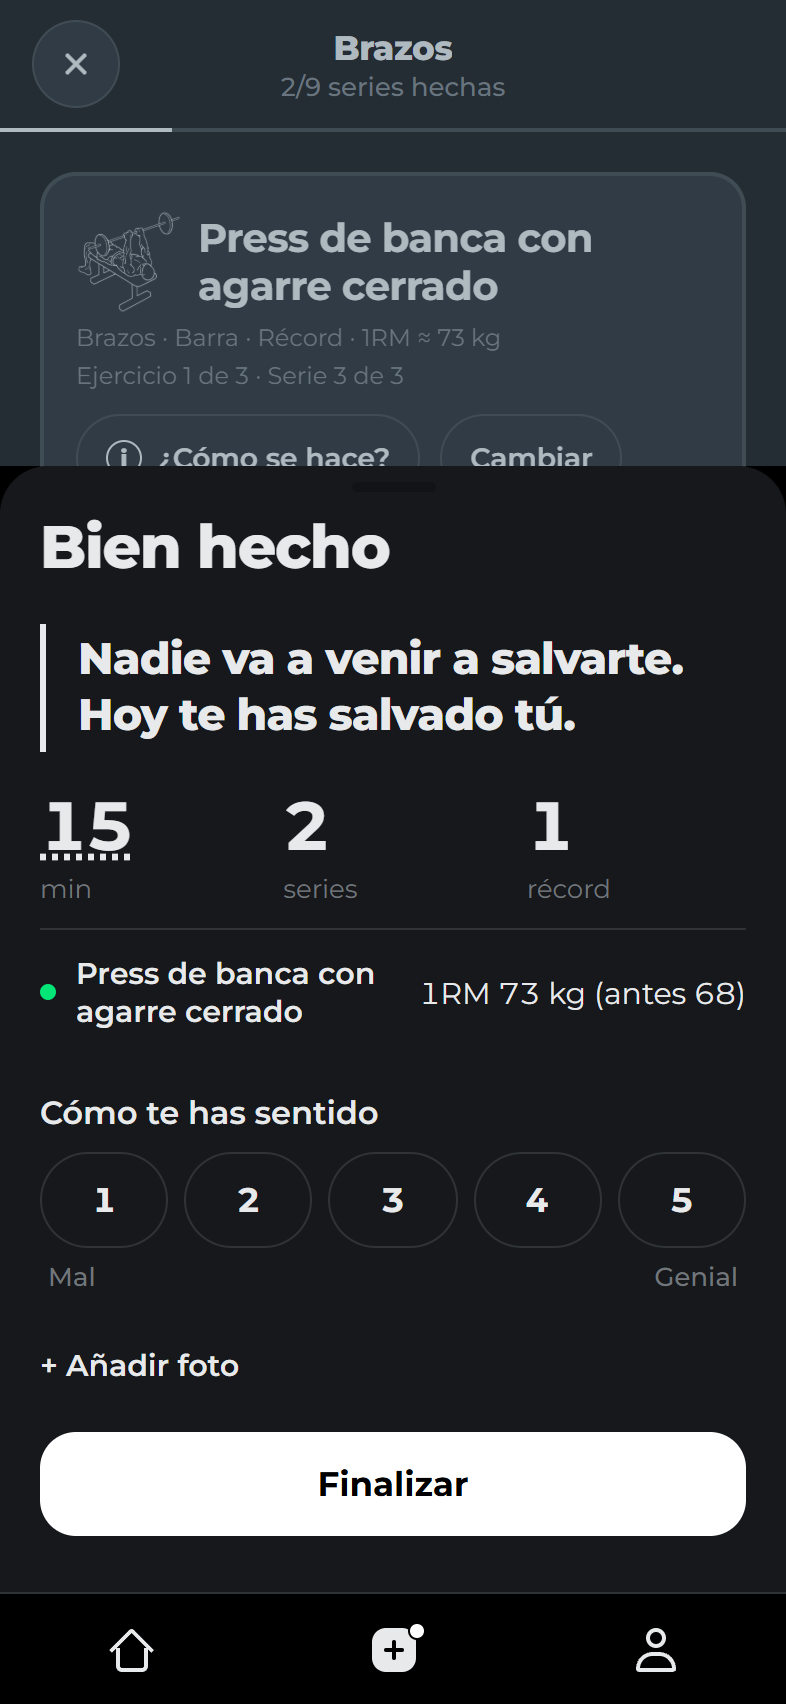 Brazos
2/9 series hechas
Press de banca con
agarre cerrado
Brazos · Barra · Récord · 1RM ≈ 73 kg
Ejercicio 1 de 3 · Serie 3 de 3
¿Cómo se hace?
Cambiar
Bien hecho
Nadie va a venir a salvarte.
Hoy te has salvado tú.
15
2
1
min
series
récord
Press de banca con
agarre cerrado
1RM 73 kg (antes 68)
Cómo te has sentido
1
2
3
4
5
Mal
Genial
+ Añadir foto
Finalizar